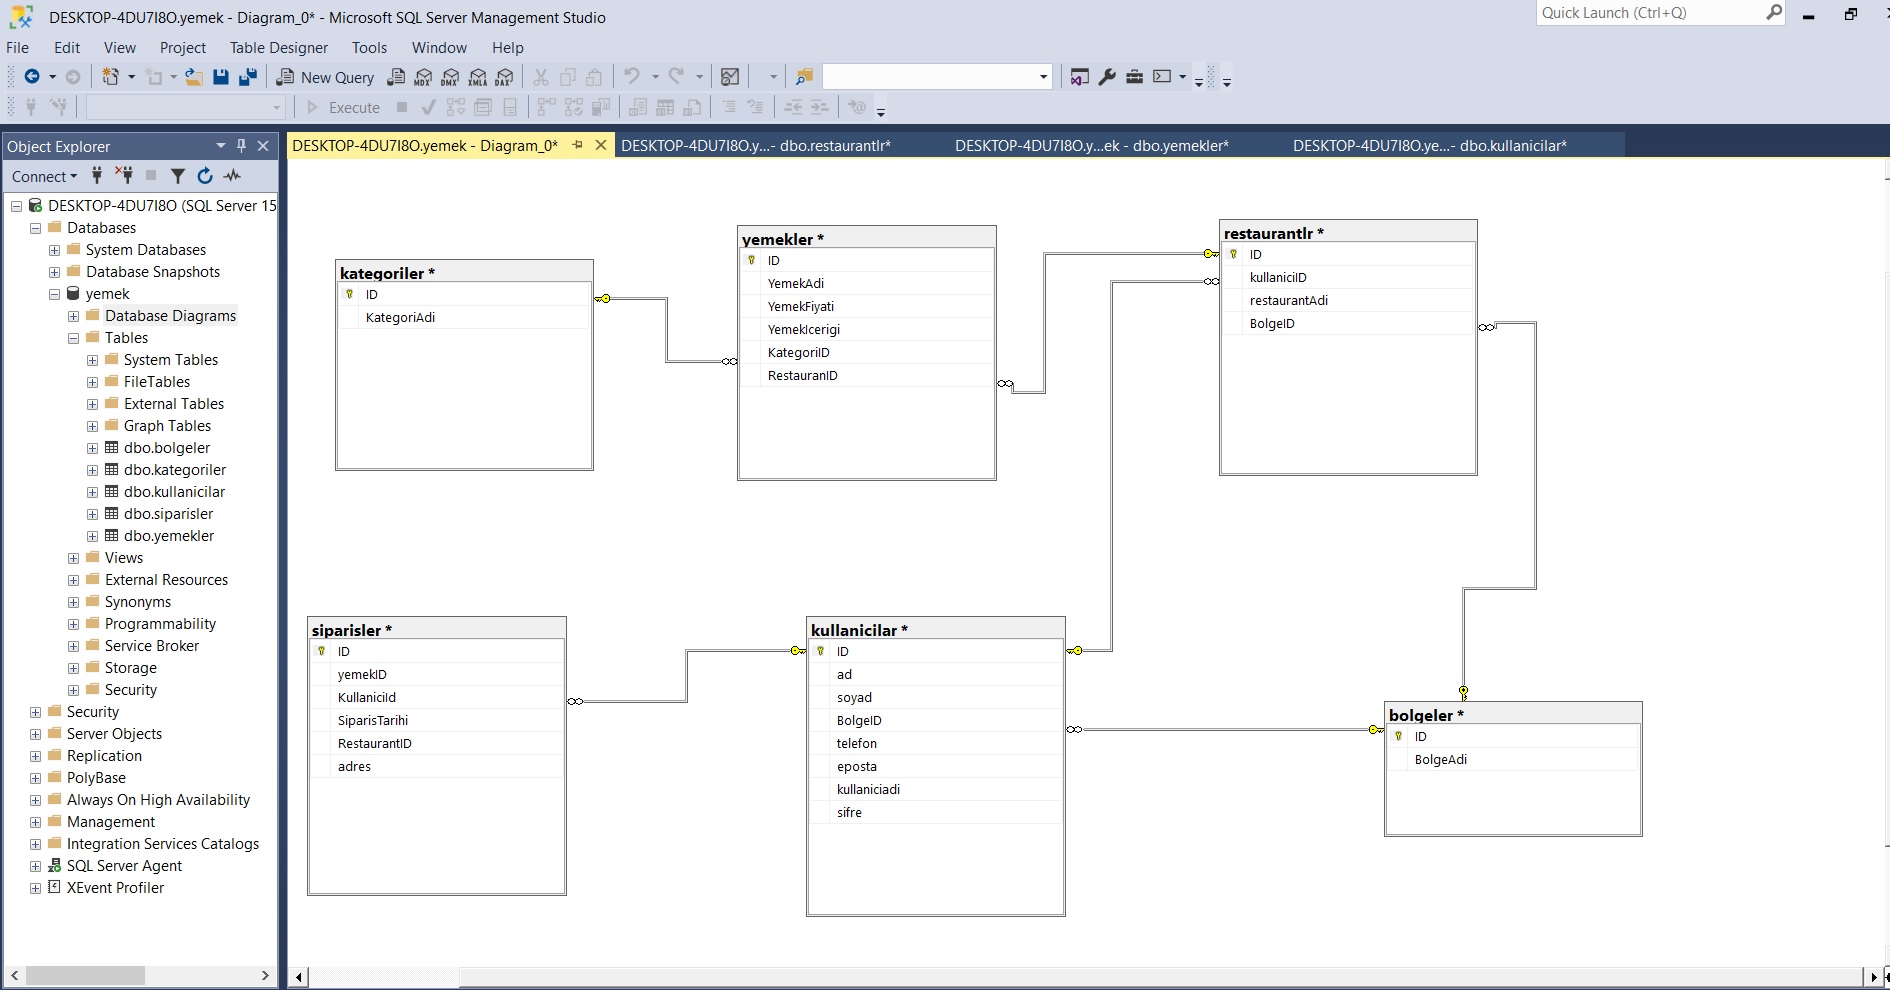 DESKTOP-4DU7I8O.yemek - Diagram_0* - Microsoft SQL Server Management Studio
Quick Launch (Ctrl+Q)
File Edit View Project Table Designer Tools Window Help
New Query
MDX DMX XMLA DAX
Execute
Object Explorer
DESKTOP-4DU7I8O.yemek - Diagram_0*
DESKTOP-4DU7I8O.y...- dbo.restaurantlr*
DESKTOP-4DU7I8O.y...ek - dbo.yemekler*
DESKTOP-4DU7I8O.ye...- dbo.kullanicilar*
Connect
DESKTOP-4DU7I8O (SQL Server 15
Databases
System Databases
Database Snapshots
yemek
Database Diagrams
Tables
System Tables
FileTables
External Tables
Graph Tables
dbo.bolgeler
dbo.kategoriler
dbo.kullanicilar
dbo.siparisler
dbo.yemekler
Views
External Resources
Synonyms
Programmability
Service Broker
Storage
Security
Security
Server Objects
Replication
PolyBase
Always On High Availability
Management
Integration Services Catalogs
SQL Server Agent
XEvent Profiler
kategoriler *
ID
KategoriAdi
yemekler *
ID
YemekAdi
YemekFiyati
YemekIcerigi
KategoriID
RestauranID
restaurantlr *
ID
kullaniciID
restaurantAdi
BolgeID
siparisler *
ID
yemekID
KullaniciId
SiparisTarihi
RestaurantID
adres
kullanicilar *
ID
ad
soyad
BolgeID
telefon
eposta
kullaniciadi
sifre
bolgeler *
ID
BolgeAdi